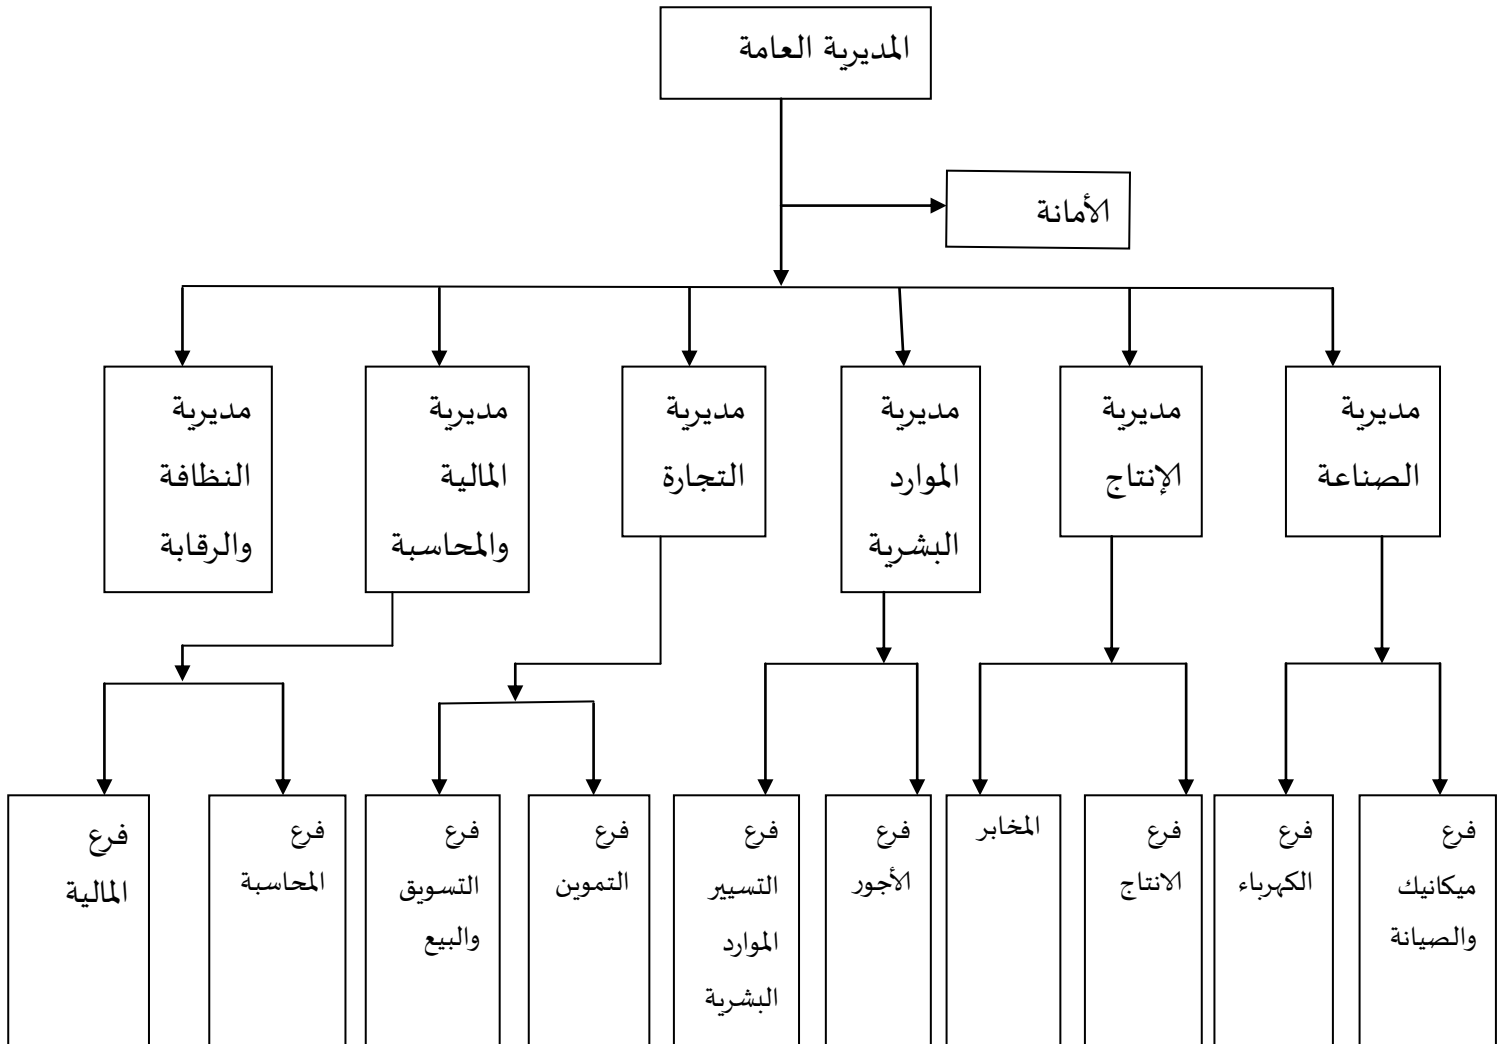 المديرية العامة
الأمانة
مديرية
الصناعة
مديرية
الإنتاج
مديرية
الموارد
البشرية
مديرية
التجارة
مديرية
المالية
والمحاسبة
مديرية
النظافة
والرقابة
فرع
ميكانيك
والصيانة
فرع
الكهرباء
فرع
الانتاج
المخابر
فرع
الأجور
فرع
التسيير
الموارد
البشرية
فرع
التموين
فرع
التسويق
والبيع
فرع
المحاسبة
فرع
المالية